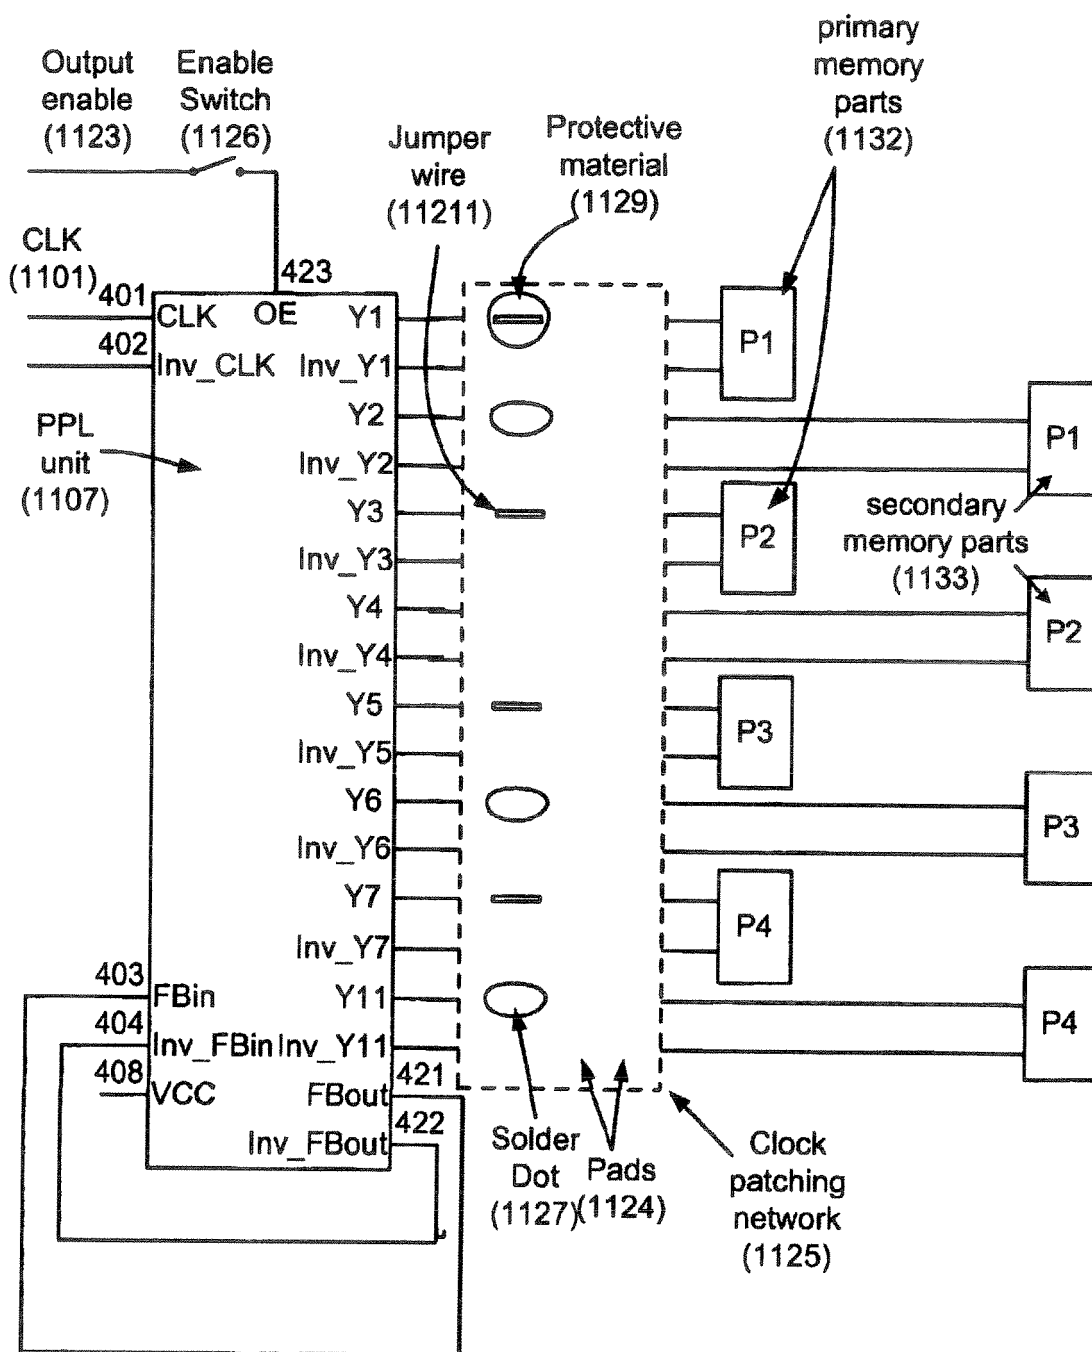 primary
memory
parts
(1132)
Output
enable
(1123)
Enable
Switch
(1126)
Jumper
wire
(11211)
Protective
material
(1129)
CLK
(1101)
423
401
CLK
OE
Y1
402
Inv_CLK
Inv_Y1
P1
Y2
PPL
unit
(1107)
Inv_Y2
P1
Y3
P2
secondary
memory parts
(1133)
Inv_Y3
Y4
P2
Inv_Y4
Y5
P3
Inv_Y5
Y6
P3
Inv_Y6
Y7
P4
Inv_Y7
403
FBin
Y11
P4
404
Inv_FBin
Inv_Y11
408
VCC
421
FBout
422
Inv_FBout
Solder
Dot
(1127)
Pads
(1124)
Clock
patching
network
(1125)